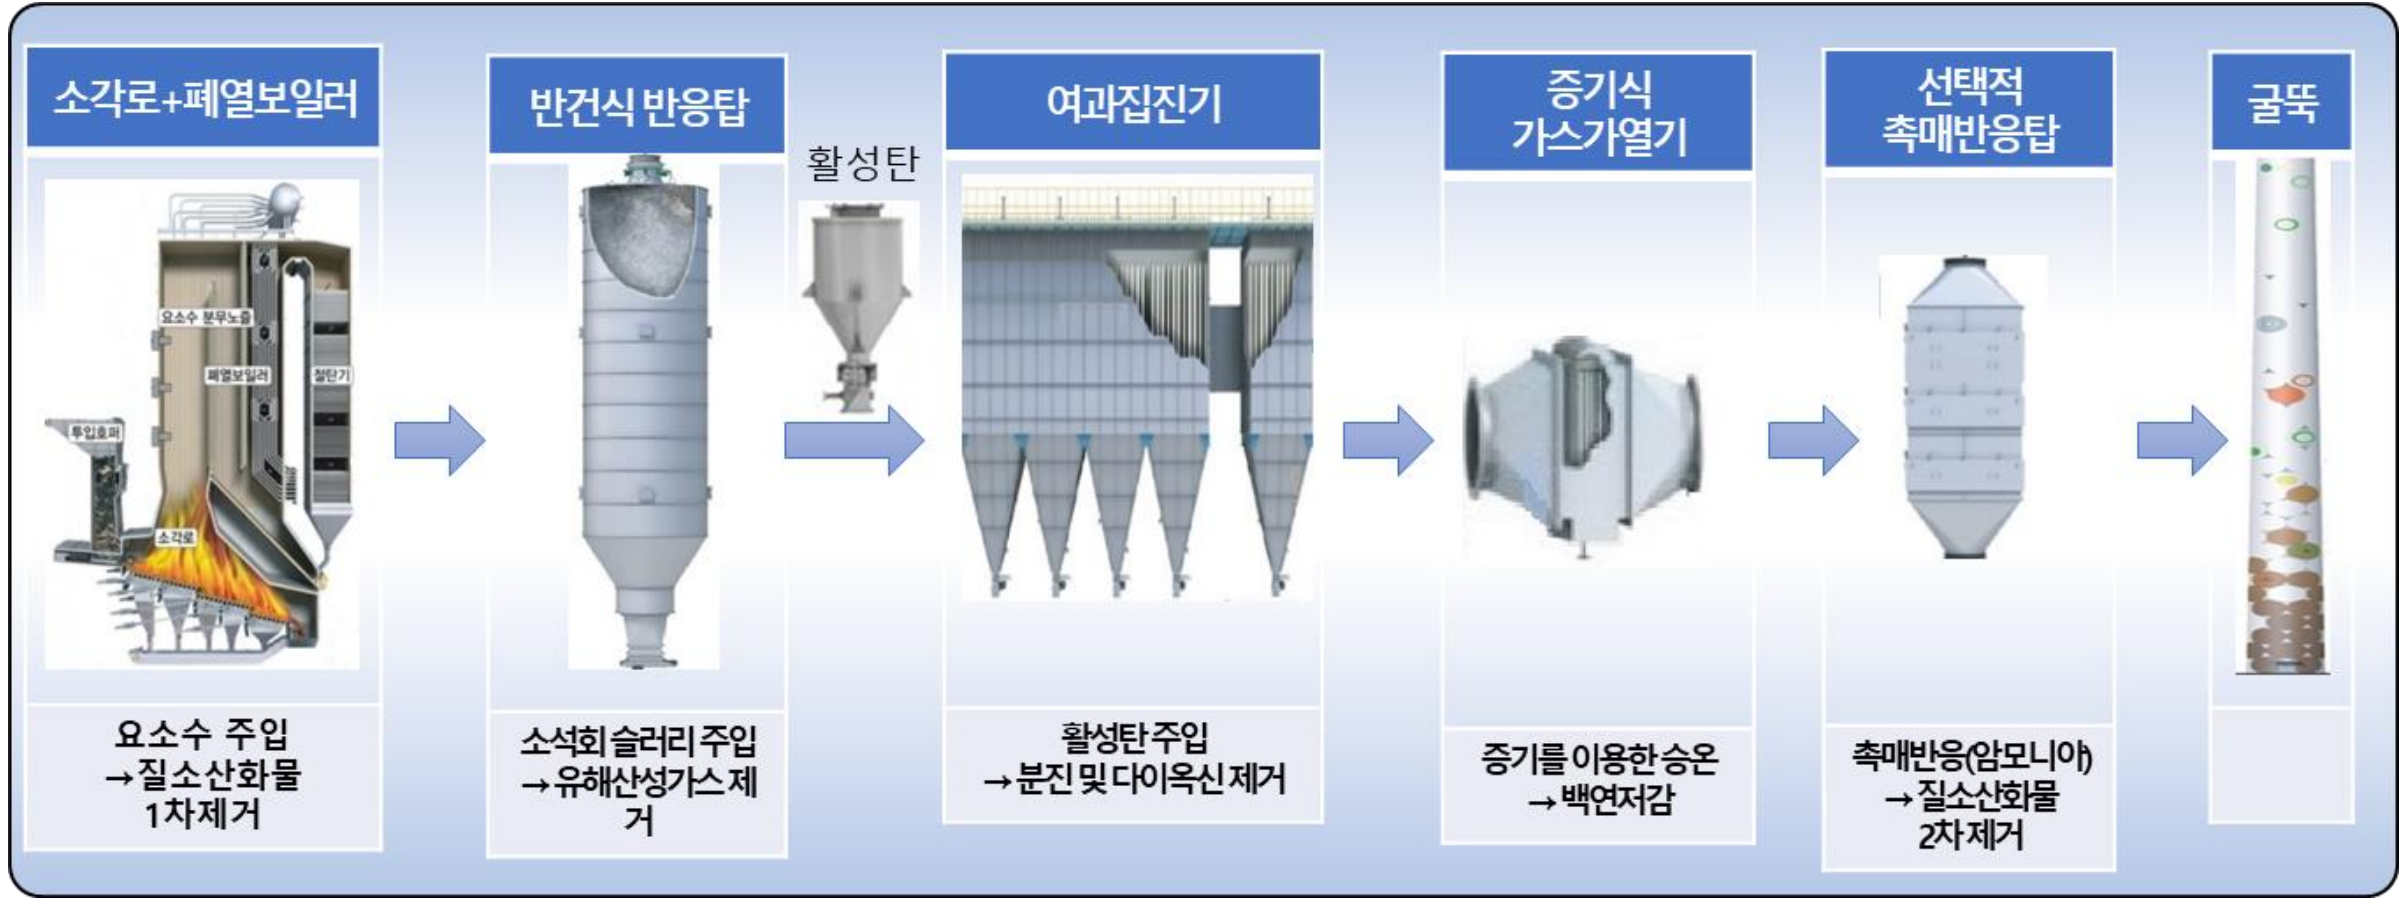 소각로+폐열보일러
요소수 분무노즐
폐열보일러
절탄기
투입호퍼
소각로
요소수 주입
→질소산화물
1차제거
반건식 반응탑
소석회 슬러리 주입
→유해산성가스 제
거
활성탄
여과집진기
활성탄 주입
→ 분진 및 다이옥신 제거
증기식
가스가열기
증기를 이용한 승온
→백연저감
선택적
촉매반응탑
촉매반응(암모니아)
→질소산화물
2차 제거
굴뚝